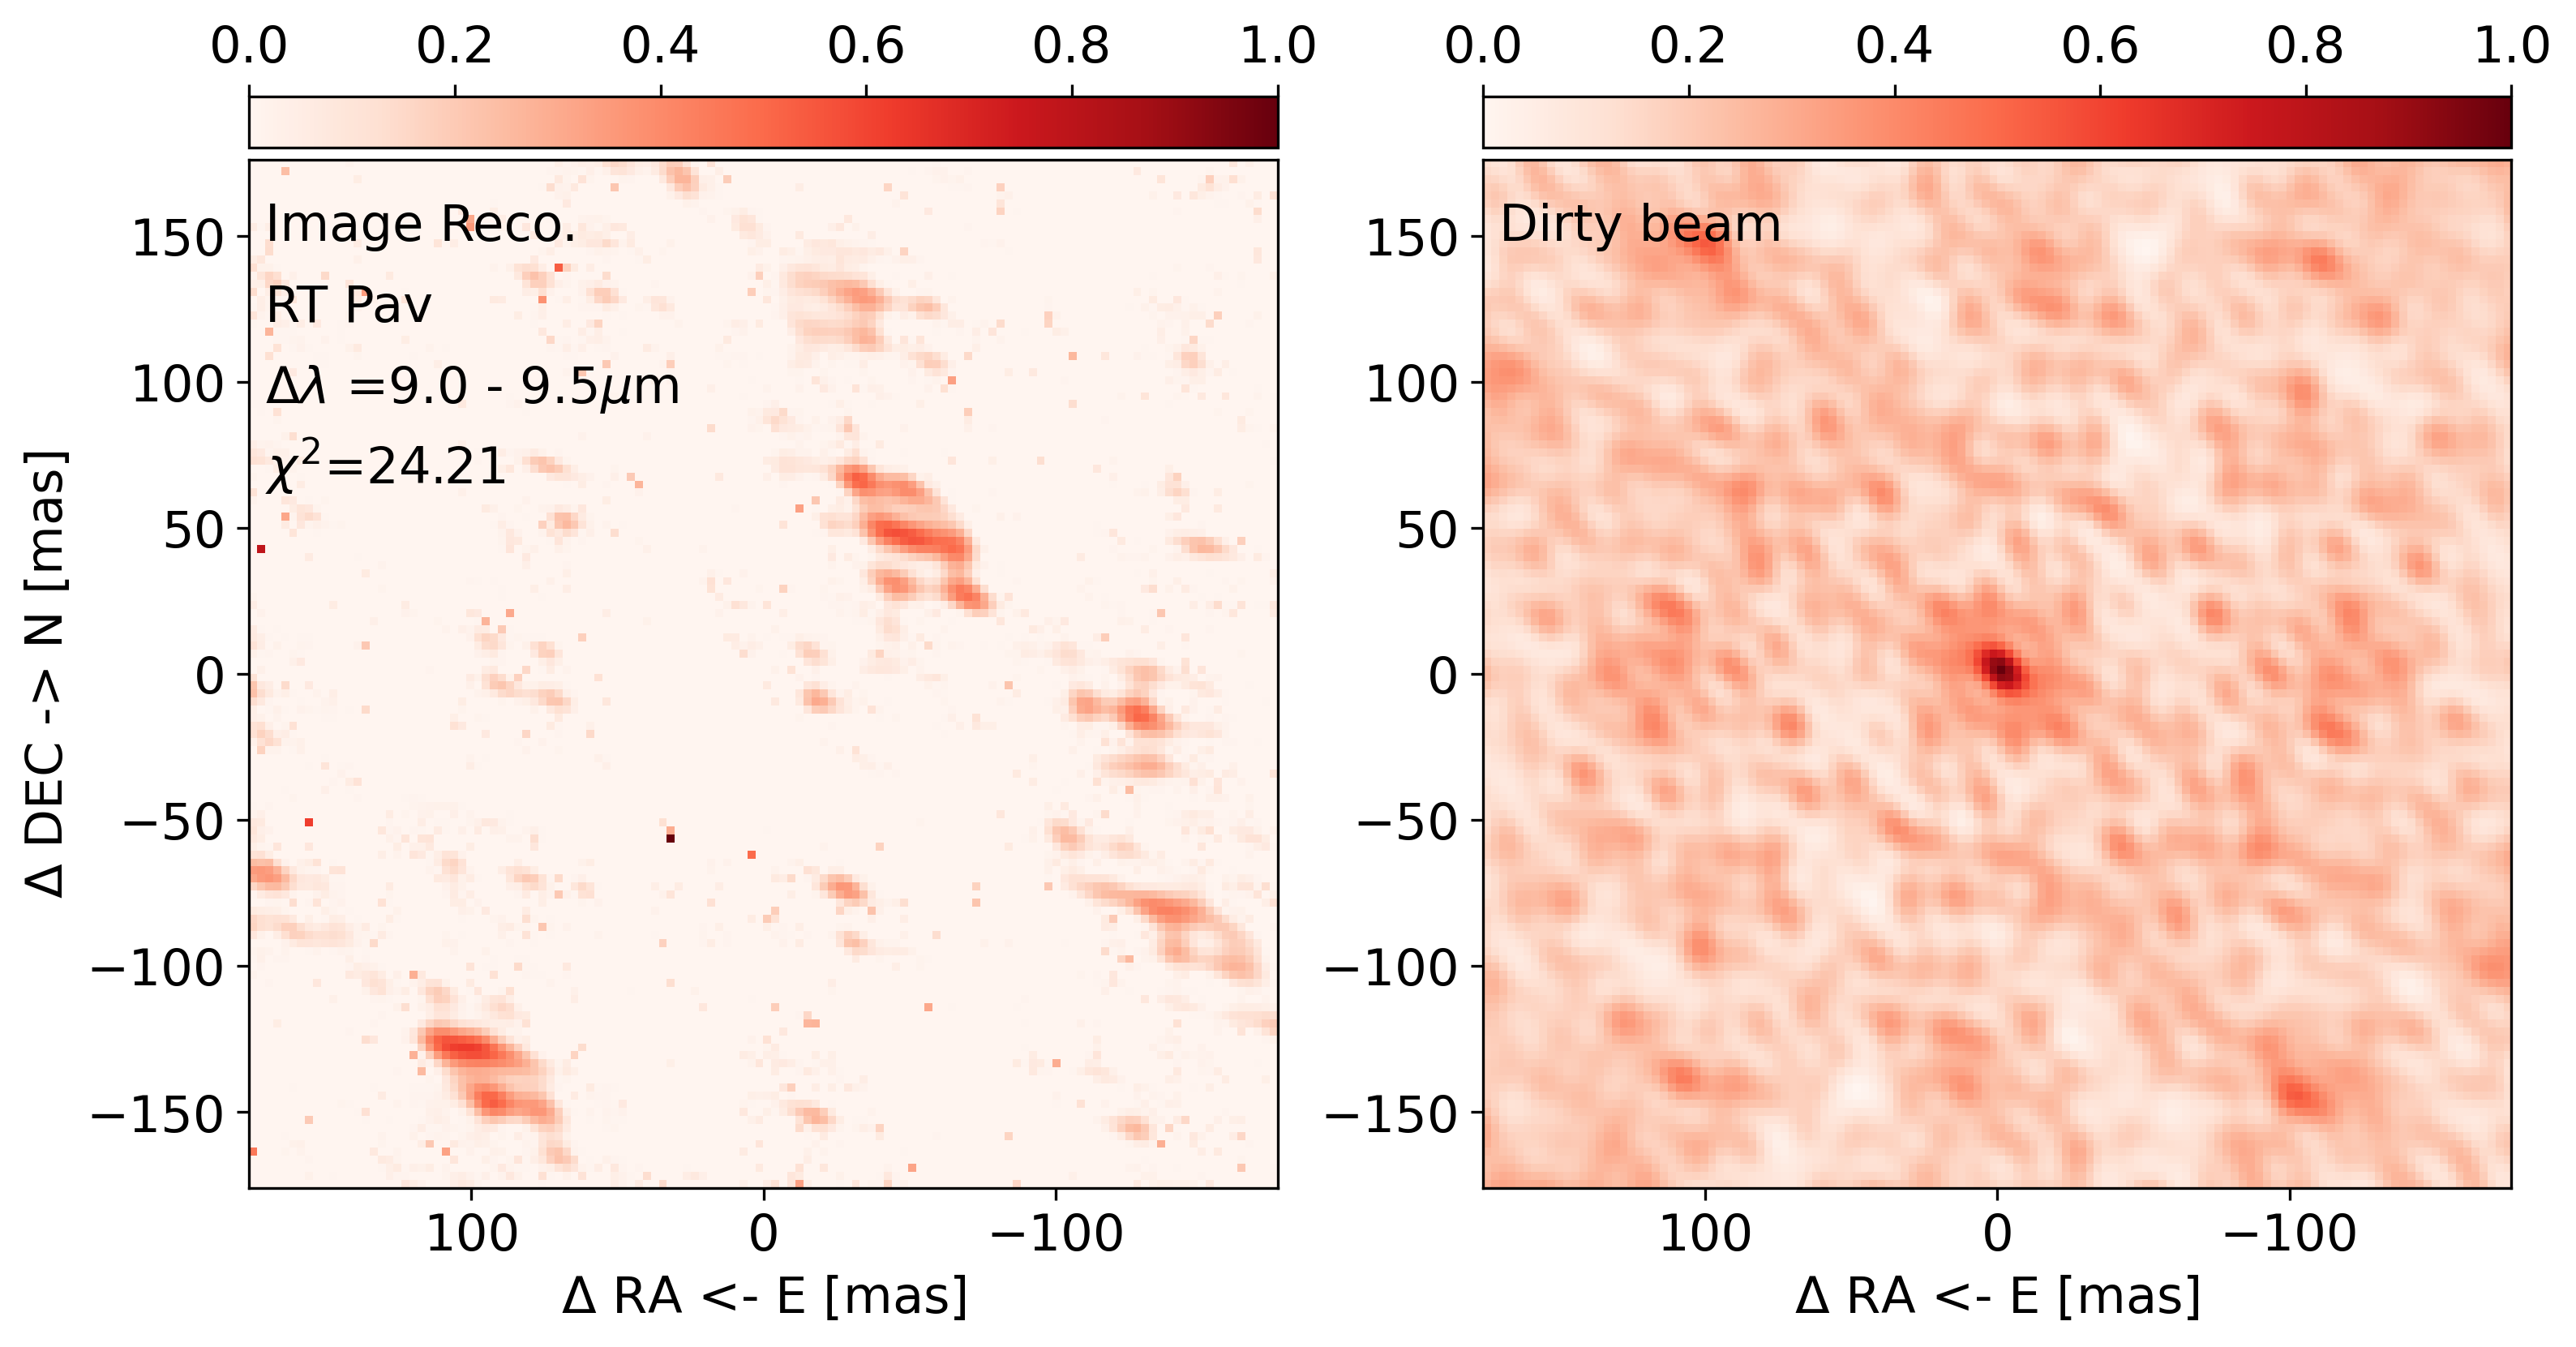 0.0 0.2 0.4 0.6 0.8 1.0
0.0 0.2 0.4 0.6 0.8 1.0
Image Reco.
RT Pav
Δλ =9.0 - 9.5μm
χ²=24.21
150
100
50
0
−50
−100
−150
Δ DEC -> N [mas]
100 0 −100
Δ RA <- E [mas]
Dirty beam
150
100
50
0
−50
−100
−150
100 0 −100
Δ RA <- E [mas]